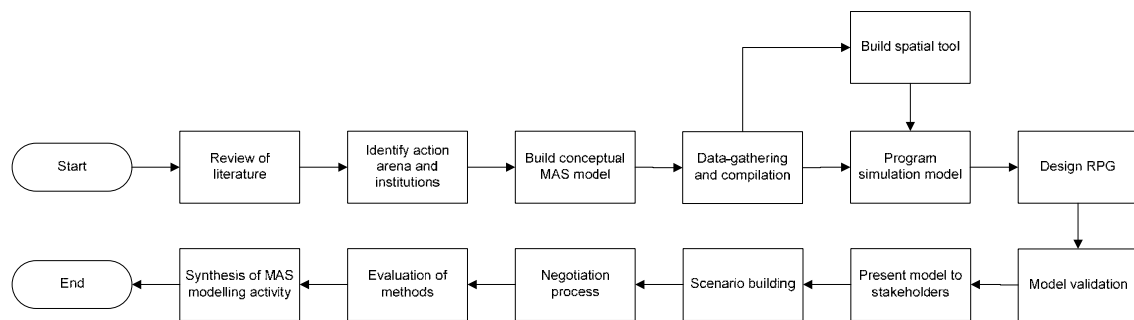 Build spatial tool
Start
Review of
literature
Identify action
arena and
institutions
Build conceptual
MAS model
Data-gathering
and compilation
Program
simulation model
Design RPG
End
Synthesis of MAS
modelling activity
Evaluation of
methods
Negotiation
process
Scenario building
Present model to
stakeholders
Model validation